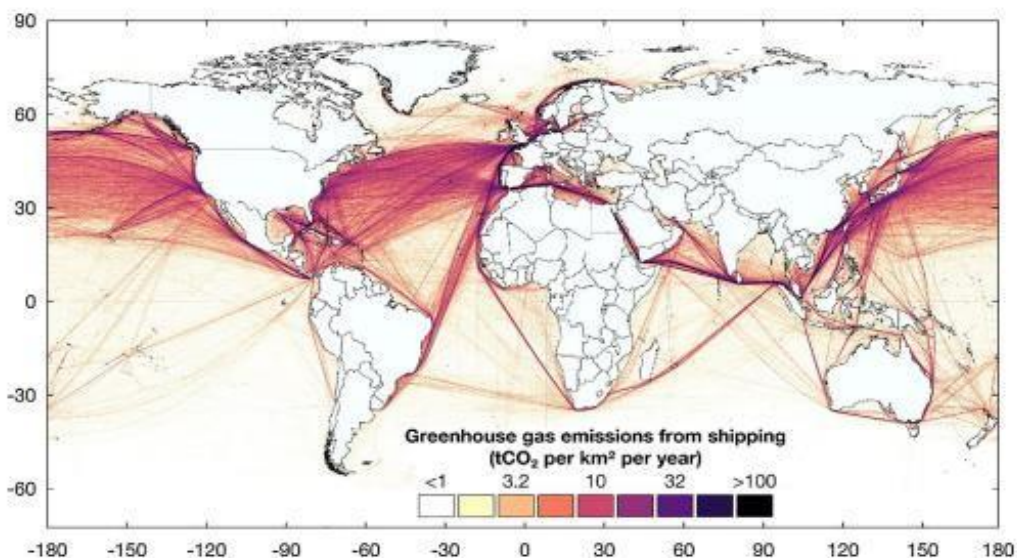 90
60
30
0
-30
-60
Greenhouse gas emissions from shipping
(tCO₂ per km² per year)
<1 3.2 10 32 >100
-180 -150 -120 -90 -60 -30 0 30 60 90 120 150 180